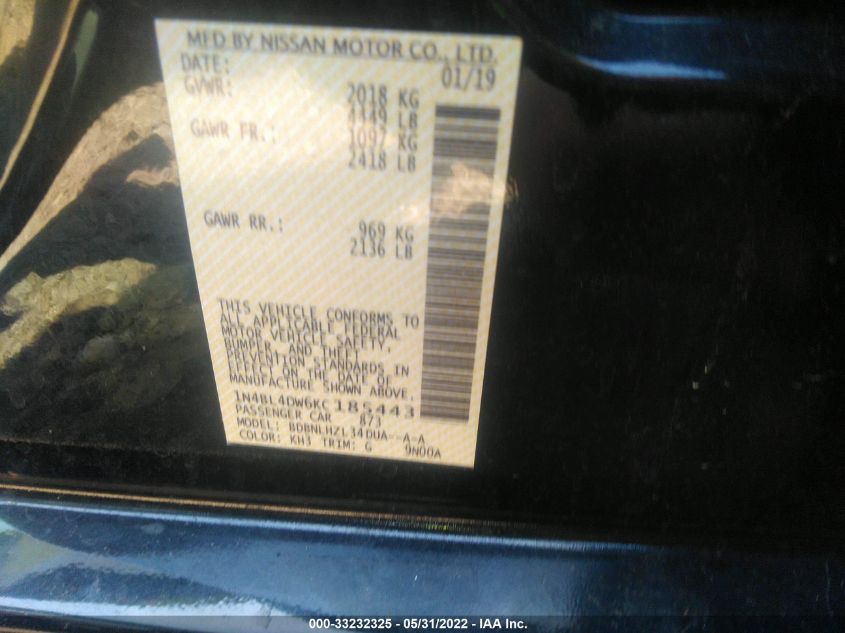 MFD BY NISSAN MOTOR CO., LTD.
DATE: 01/19
GVWR: 2018 KG
4449 LB
GAWR FR.: 1097 KG
2418 LB
GAWR RR.: 969 KG
2136 LB
THIS VEHICLE CONFORMS TO
ALL APPLICABLE FEDERAL
MOTOR VEHICLE SAFETY,
BUMPER, AND THEFT
PREVENTION STANDARDS IN
EFFECT ON THE DATE OF
MANUFACTURE SHOWN ABOVE.
1N4BL4DW6KC185443
PASSENGER CAR 873
MODEL: BDBNLHZL34DUA--A-A
COLOR: KH3 TRIM: G 9N00A
000-33232325 - 05/31/2022 - IAA Inc.